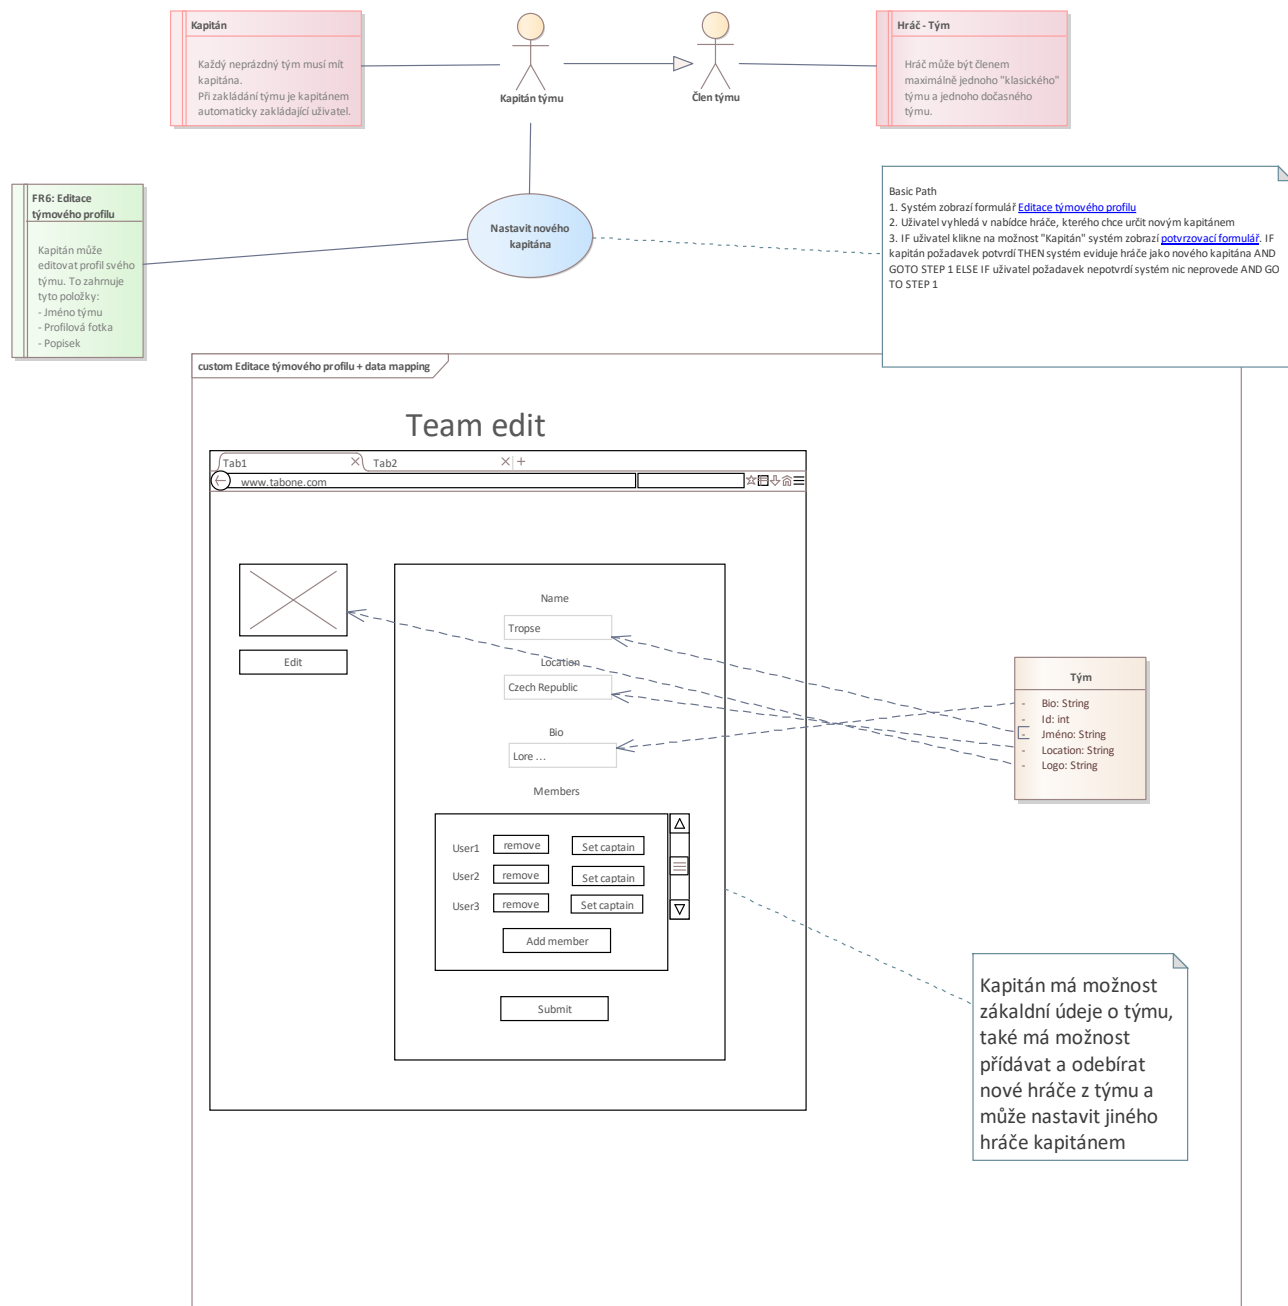 Kapitán
Každý neprázdný tým musí mít
kapitána.
Při zakládání týmu je kapitánem
automaticky zakládající uživatel.
Kapitán týmu
Člen týmu
Hráč - Tým
Hráč může být členem
maximálně jednoho "klasického"
týmu a jednoho dočasného
týmu.
FR6: Editace
týmového profilu
Kapitán může
editovat profil svého
týmu. To zahrnuje
tyto položky:
- Jméno týmu
- Profilová fotka
- Popisek
Nastavit nového
kapitána
Basic Path
1. Systém zobrazí formulář Editace týmového profilu
2. Uživatel vyhledá v nabídce hráče, kterého chce určit novým kapitánem
3. IF uživatel klikne na možnost "Kapitán" systém zobrazí potvrzovací formulář. IF
kapitán požadavek potvrdí THEN systém eviduje hráče jako nového kapitána AND
GOTO STEP 1 ELSE IF uživatel požadavek nepotvrdí systém nic neprovede AND GO
TO STEP 1
custom Editace týmového profilu + data mapping
Team edit
Tab1
Tab2
www.tabone.com
Edit
Name
Tropse
Location
Czech Republic
Bio
Lore ...
Members
User1 remove Set captain
User2 remove Set captain
User3 remove Set captain
Add member
Submit
Tým
- Bio: String
- Id: int
- Jméno: String
- Location: String
- Logo: String
Kapitán má možnost
zákaldní údeje o týmu,
také má možnost
přídávat a odebírat
nové hráče z týmu a
může nastavit jiného
hráče kapitánem